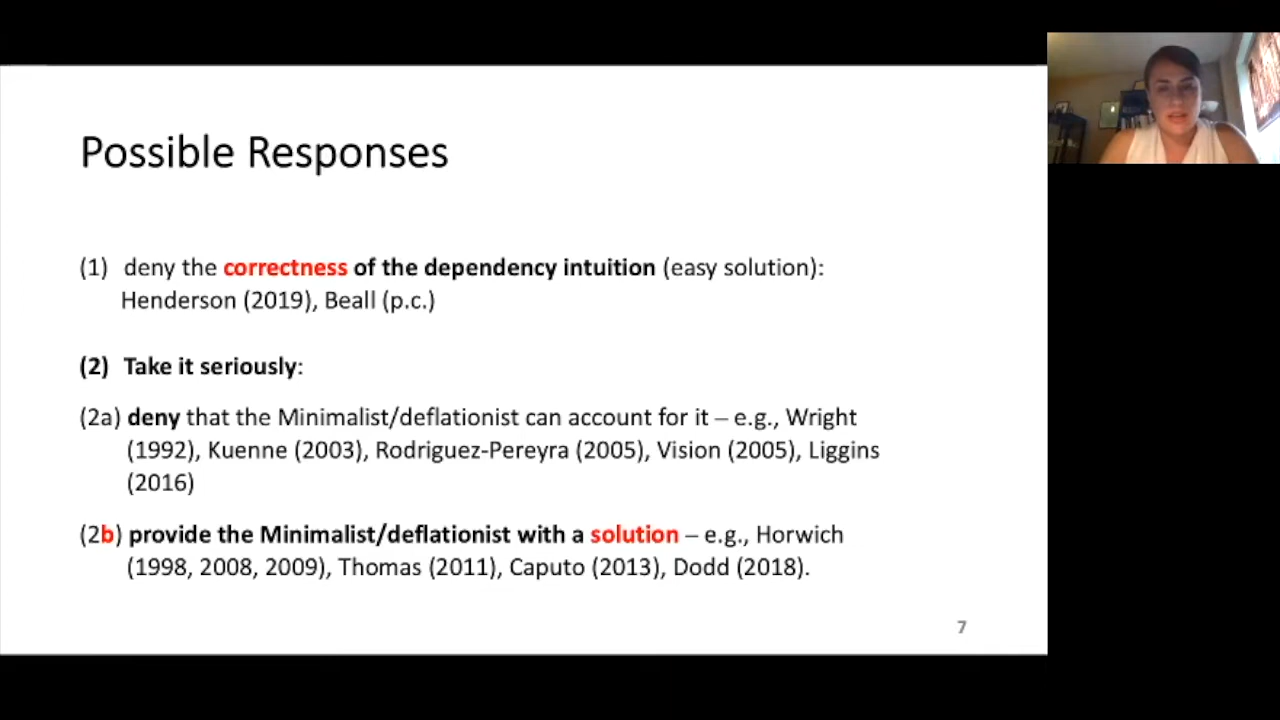 Possible Responses
(1) deny the correctness of the dependency intuition (easy solution):
Henderson (2019), Beall (p.c.)
(2) Take it seriously:
(2a) deny that the Minimalist/deflationist can account for it – e.g., Wright
(1992), Kuenne (2003), Rodriguez-Pereyra (2005), Vision (2005), Liggins
(2016)
(2b) provide the Minimalist/deflationist with a solution – e.g., Horwich
(1998, 2008, 2009), Thomas (2011), Caputo (2013), Dodd (2018).
7